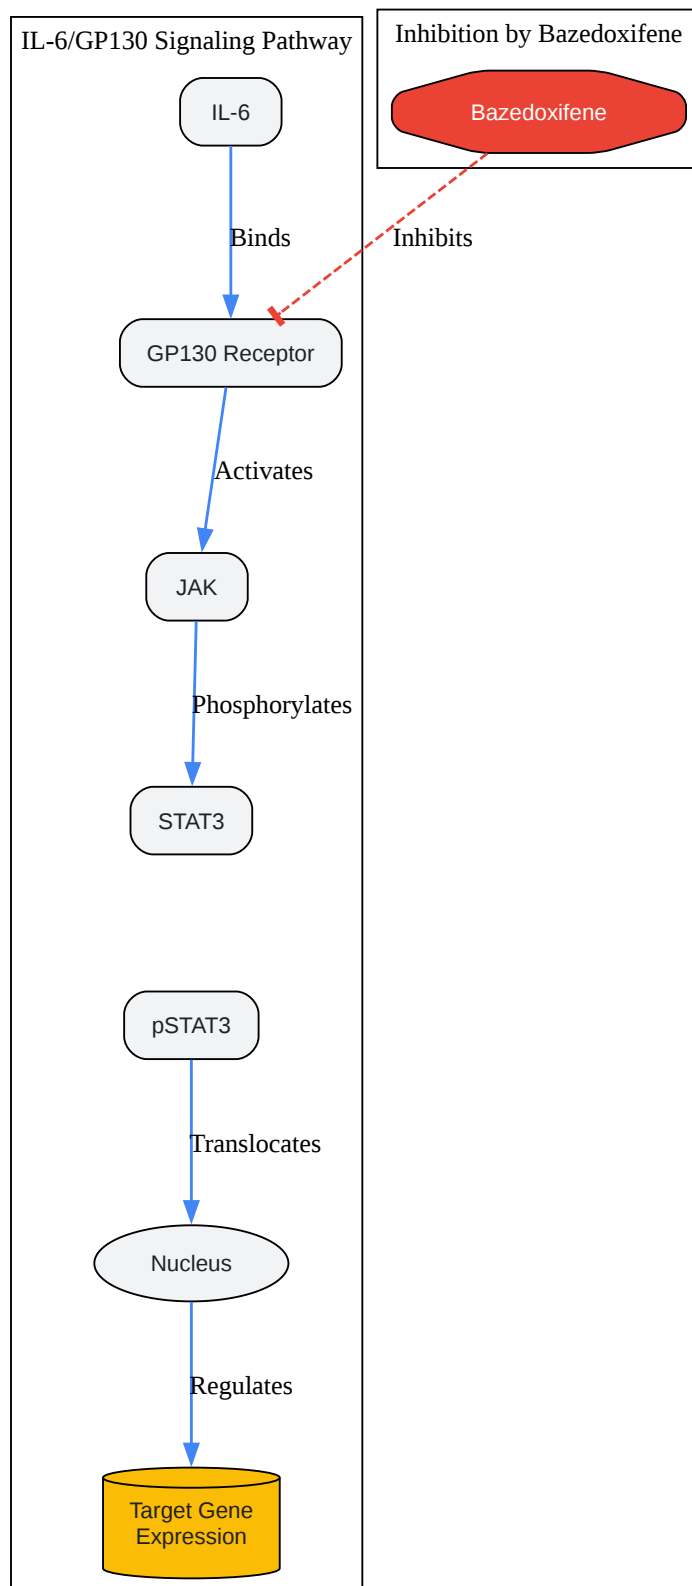 IL-6/GP130 Signaling Pathway
Inhibition by Bazedoxifene
IL-6
Bazedoxifene
Binds
Inhibits
GP130 Receptor
Activates
JAK
Phosphorylates
STAT3
pSTAT3
Translocates
Nucleus
Regulates
Target Gene
Expression